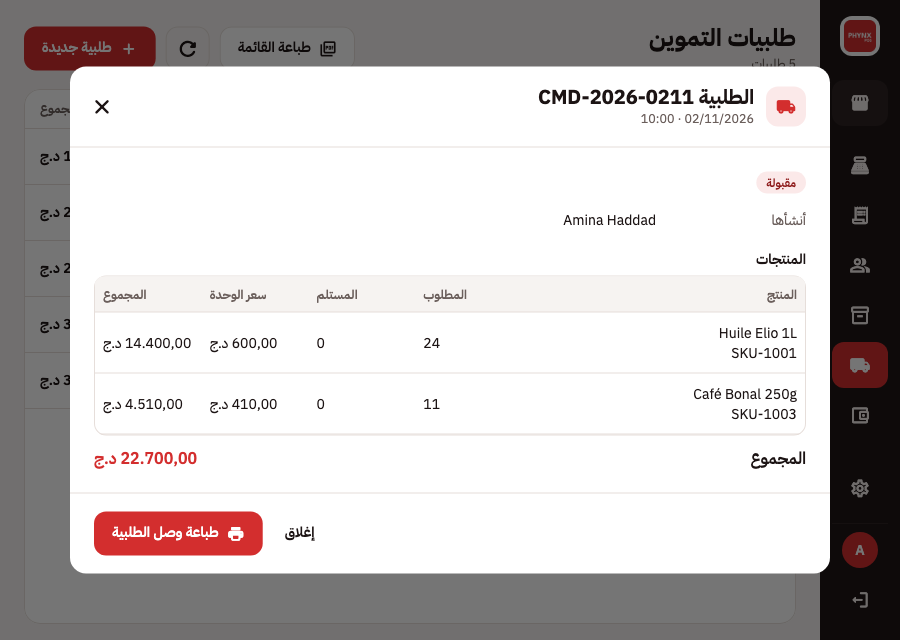 PHYNX
طلبيات التموين
5 طلبيات
طباعة القائمة
طلبية جديدة
الطلبية CMD-2026-0211
02/11/2026 · 10:00
مقبولة
أنشأها Amina Haddad
المنتجات
المنتج المطلوب المستلم سعر الوحدة المجموع
Huile Elio 1L
SKU-1001
24 0 600,00 د.ج 14.400,00 د.ج
Café Bonal 250g
SKU-1003
11 0 410,00 د.ج 4.510,00 د.ج
المجموع 22.700,00 د.ج
إغلاق
طباعة وصل الطلبية
A